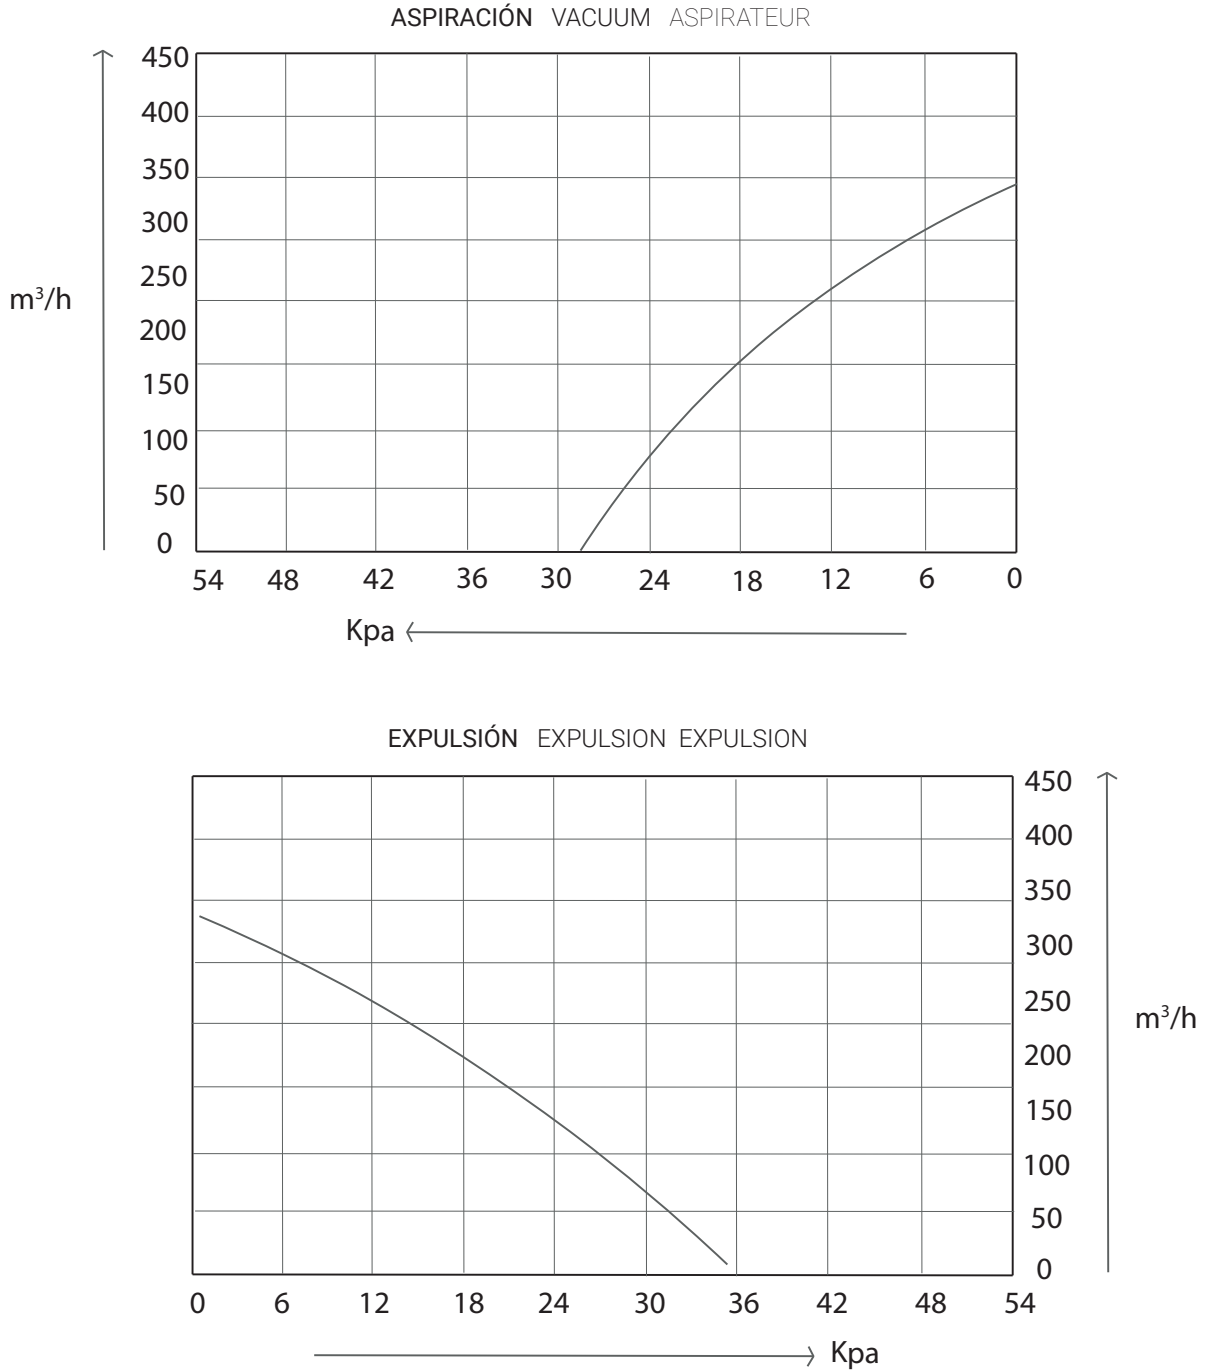 ASPIRACIÓN VACUUM ASPIRATEUR
450
400
350
300
250
m³/h
200
150
100
50
0
54 48 42 36 30 24 18 12 6 0
Kpa
EXPULSIÓN EXPULSION EXPULSION
450
400
350
300
250
m³/h
200
150
100
50
0
0 6 12 18 24 30 36 42 48 54
Kpa